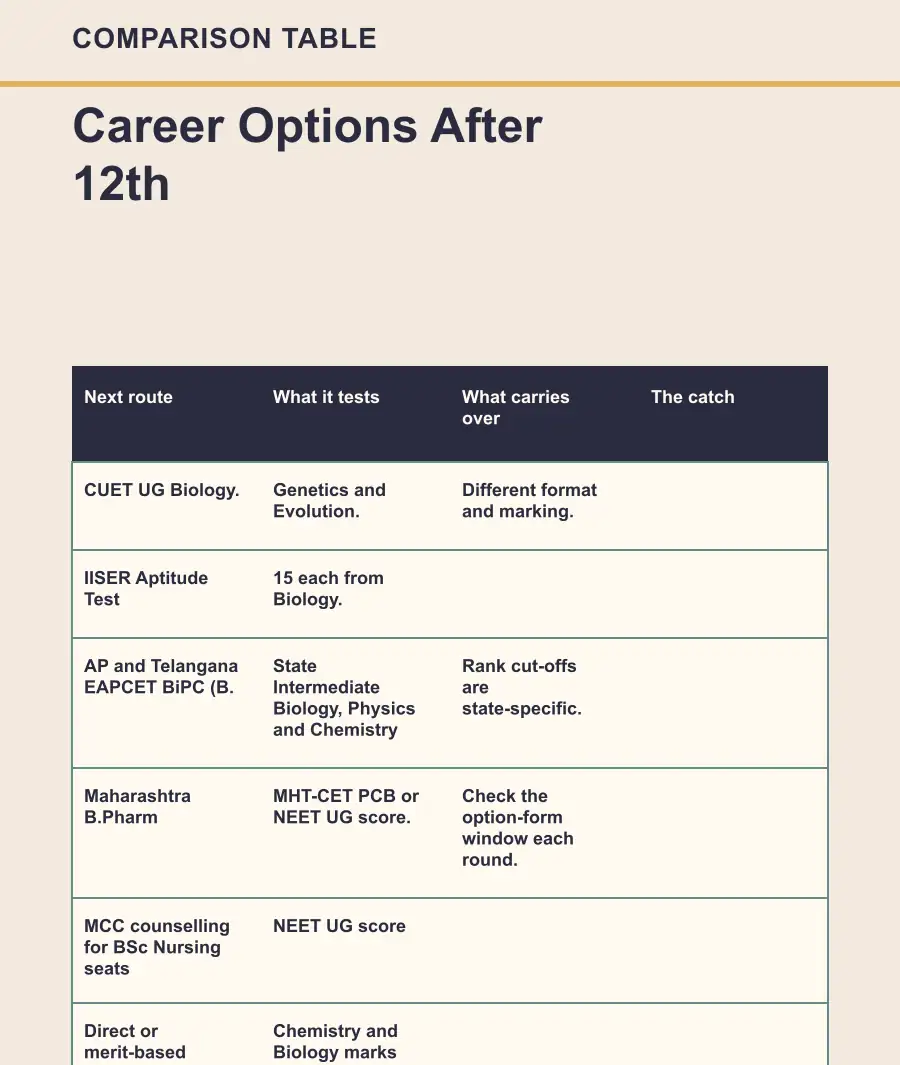 COMPARISON TABLE
Career Options After
12th
Next route
What it tests
What carries
over
The catch
CUET UG Biology.
Genetics and
Evolution.
Different format
and marking.
IISER Aptitude
Test
15 each from
Biology.
AP and Telangana
EAPCET BiPC (B.
State
Intermediate
Biology, Physics
and Chemistry
Rank cut-offs
are
state-specific.
Maharashtra
B.Pharm
MHT-CET PCB or
NEET UG score.
Check the
option-form
window each
round.
MCC counselling
for BSc Nursing
seats
NEET UG score
Direct or
merit-based
Chemistry and
Biology marks